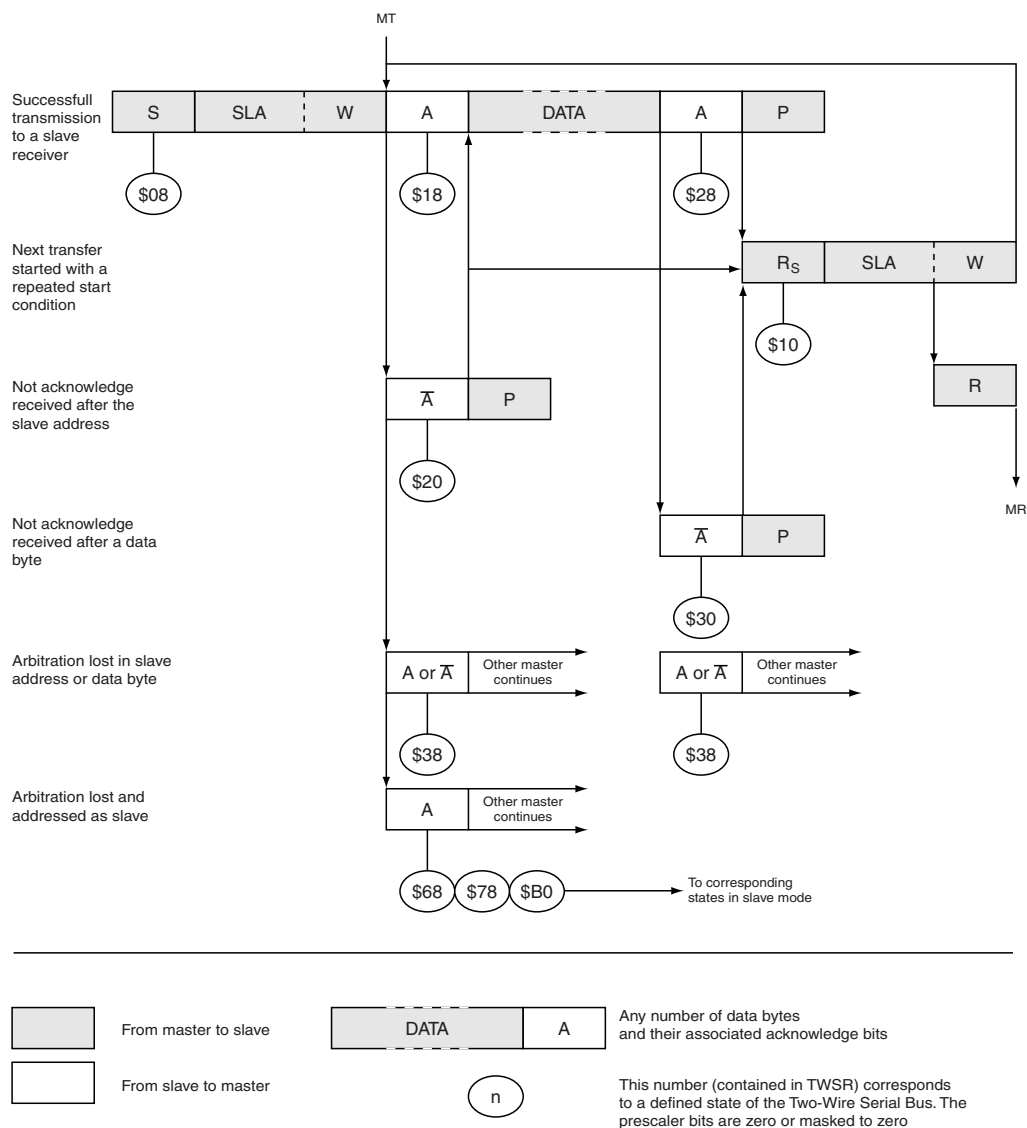 MT
Successfull
transmission
to a slave
receiver
S SLA W A DATA A P
$08 $18 $28
Next transfer
started with a
repeated start
condition
RS SLA W
$10
Not acknowledge
received after the
slave address
A̅ P
R
$20
MR
Not acknowledge
received after a data
byte
A̅ P
$30
Arbitration lost in slave
address or data byte
A or A̅ Other master
continues
A or A̅ Other master
continues
$38 $38
Arbitration lost and
addressed as slave
A Other master
continues
$68 $78 $B0
To corresponding
states in slave mode
From master to slave
DATA A
Any number of data bytes
and their associated acknowledge bits
From slave to master
n
This number (contained in TWSR) corresponds
to a defined state of the Two-Wire Serial Bus. The
prescaler bits are zero or masked to zero